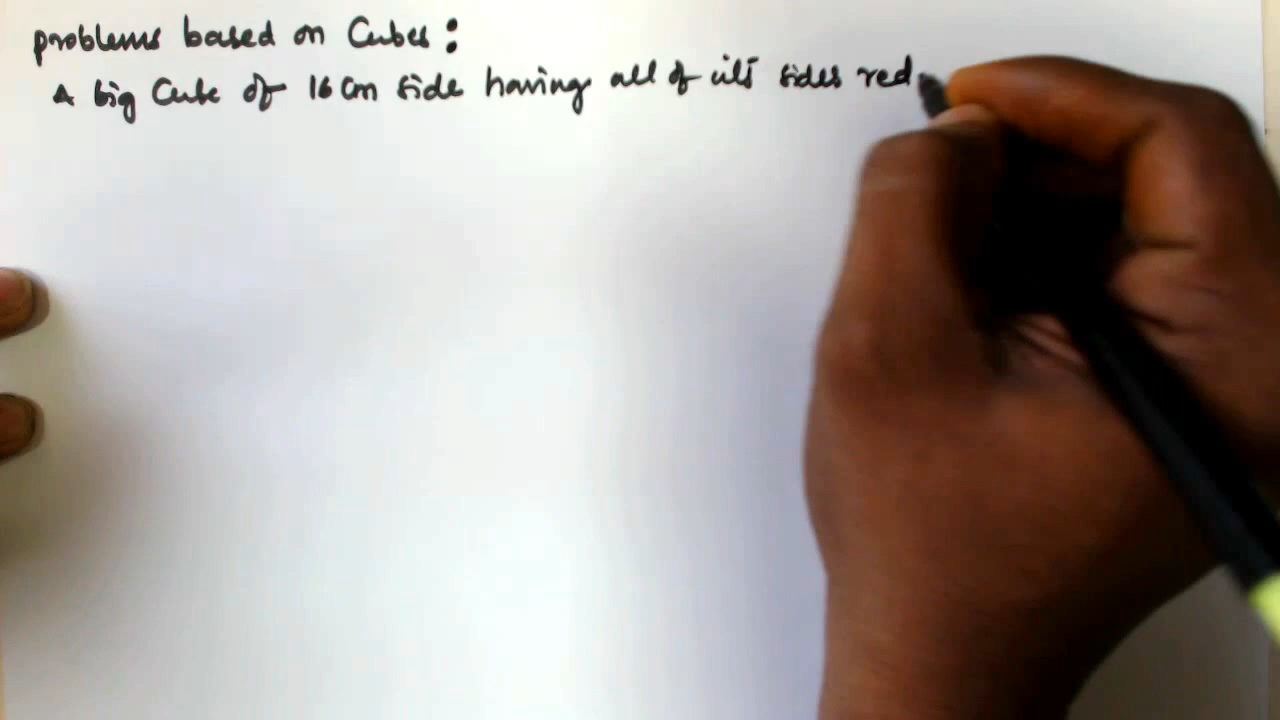 problems based on Cubes :
A big Cube of 16 cm side having all of its sides red